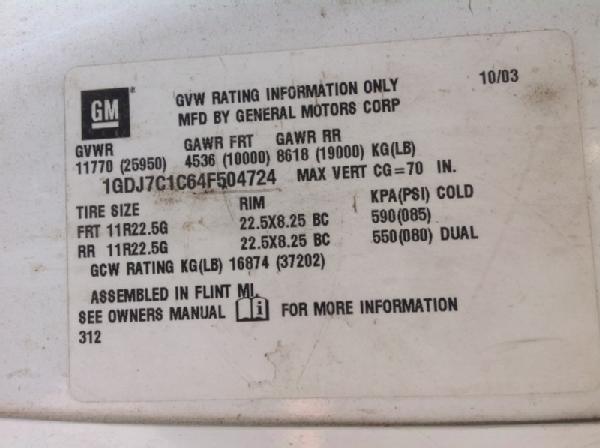 GM
GVW RATING INFORMATION ONLY
10/03
MFD BY GENERAL MOTORS CORP
GVWR GAWR FRT GAWR RR
11770 (25950) 4536 (10000) 8618 (19000) KG(LB)
1GDJ7C1C64F504724 MAX VERT CG=70 IN.
TIRE SIZE RIM KPA(PSI) COLD
FRT 11R22.5G 22.5X8.25 BC 590(085)
RR 11R22.5G 22.5X8.25 BC 550(080) DUAL
GCW RATING KG(LB) 16874 (37202)
ASSEMBLED IN FLINT MI.
SEE OWNERS MANUAL i FOR MORE INFORMATION
312